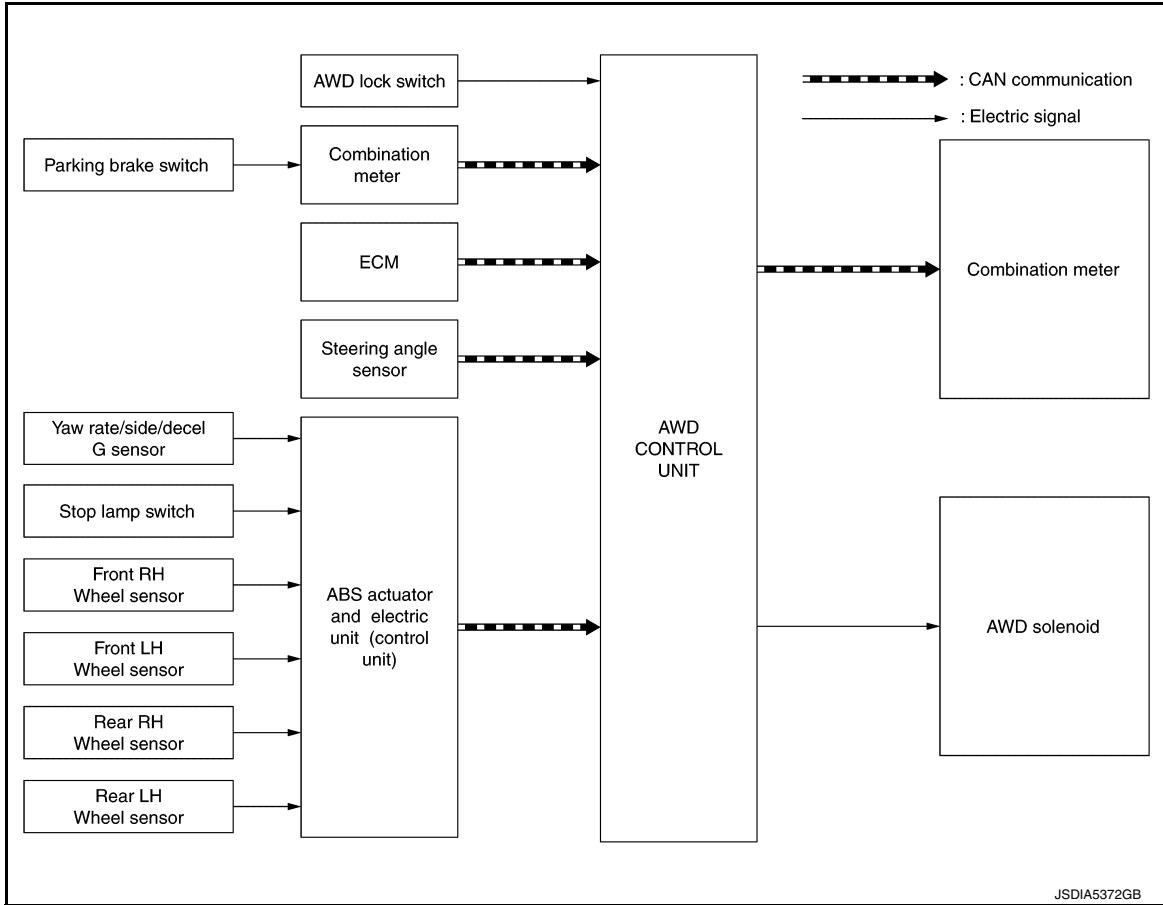 AWD lock switch
: CAN communication
: Electric signal
Parking brake switch
Combination
meter
ECM
Combination meter
Steering angle
sensor
Yaw rate/side/decel
G sensor
AWD
CONTROL
UNIT
Stop lamp switch
Front RH
Wheel sensor
ABS actuator
and electric
unit (control
unit)
AWD solenoid
Front LH
Wheel sensor
Rear RH
Wheel sensor
Rear LH
Wheel sensor
JSDIA5372GB